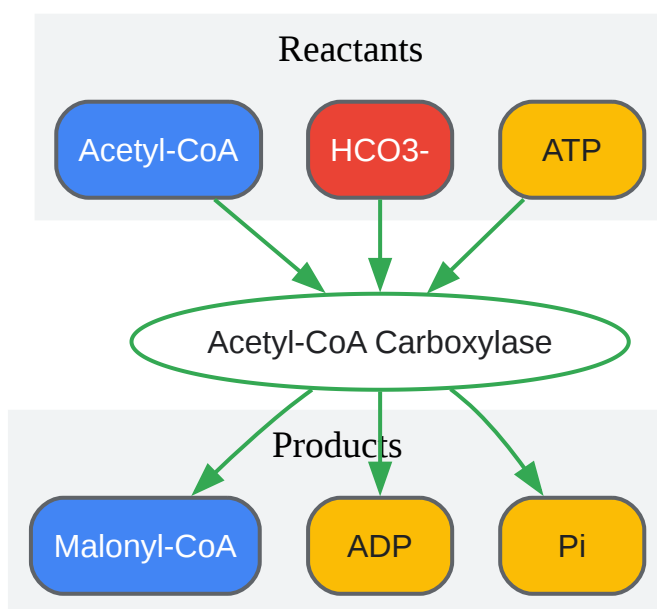 Reactants
Acetyl-CoA HCO3- ATP
Acetyl-CoA Carboxylase
Products
Malonyl-CoA ADP Pi